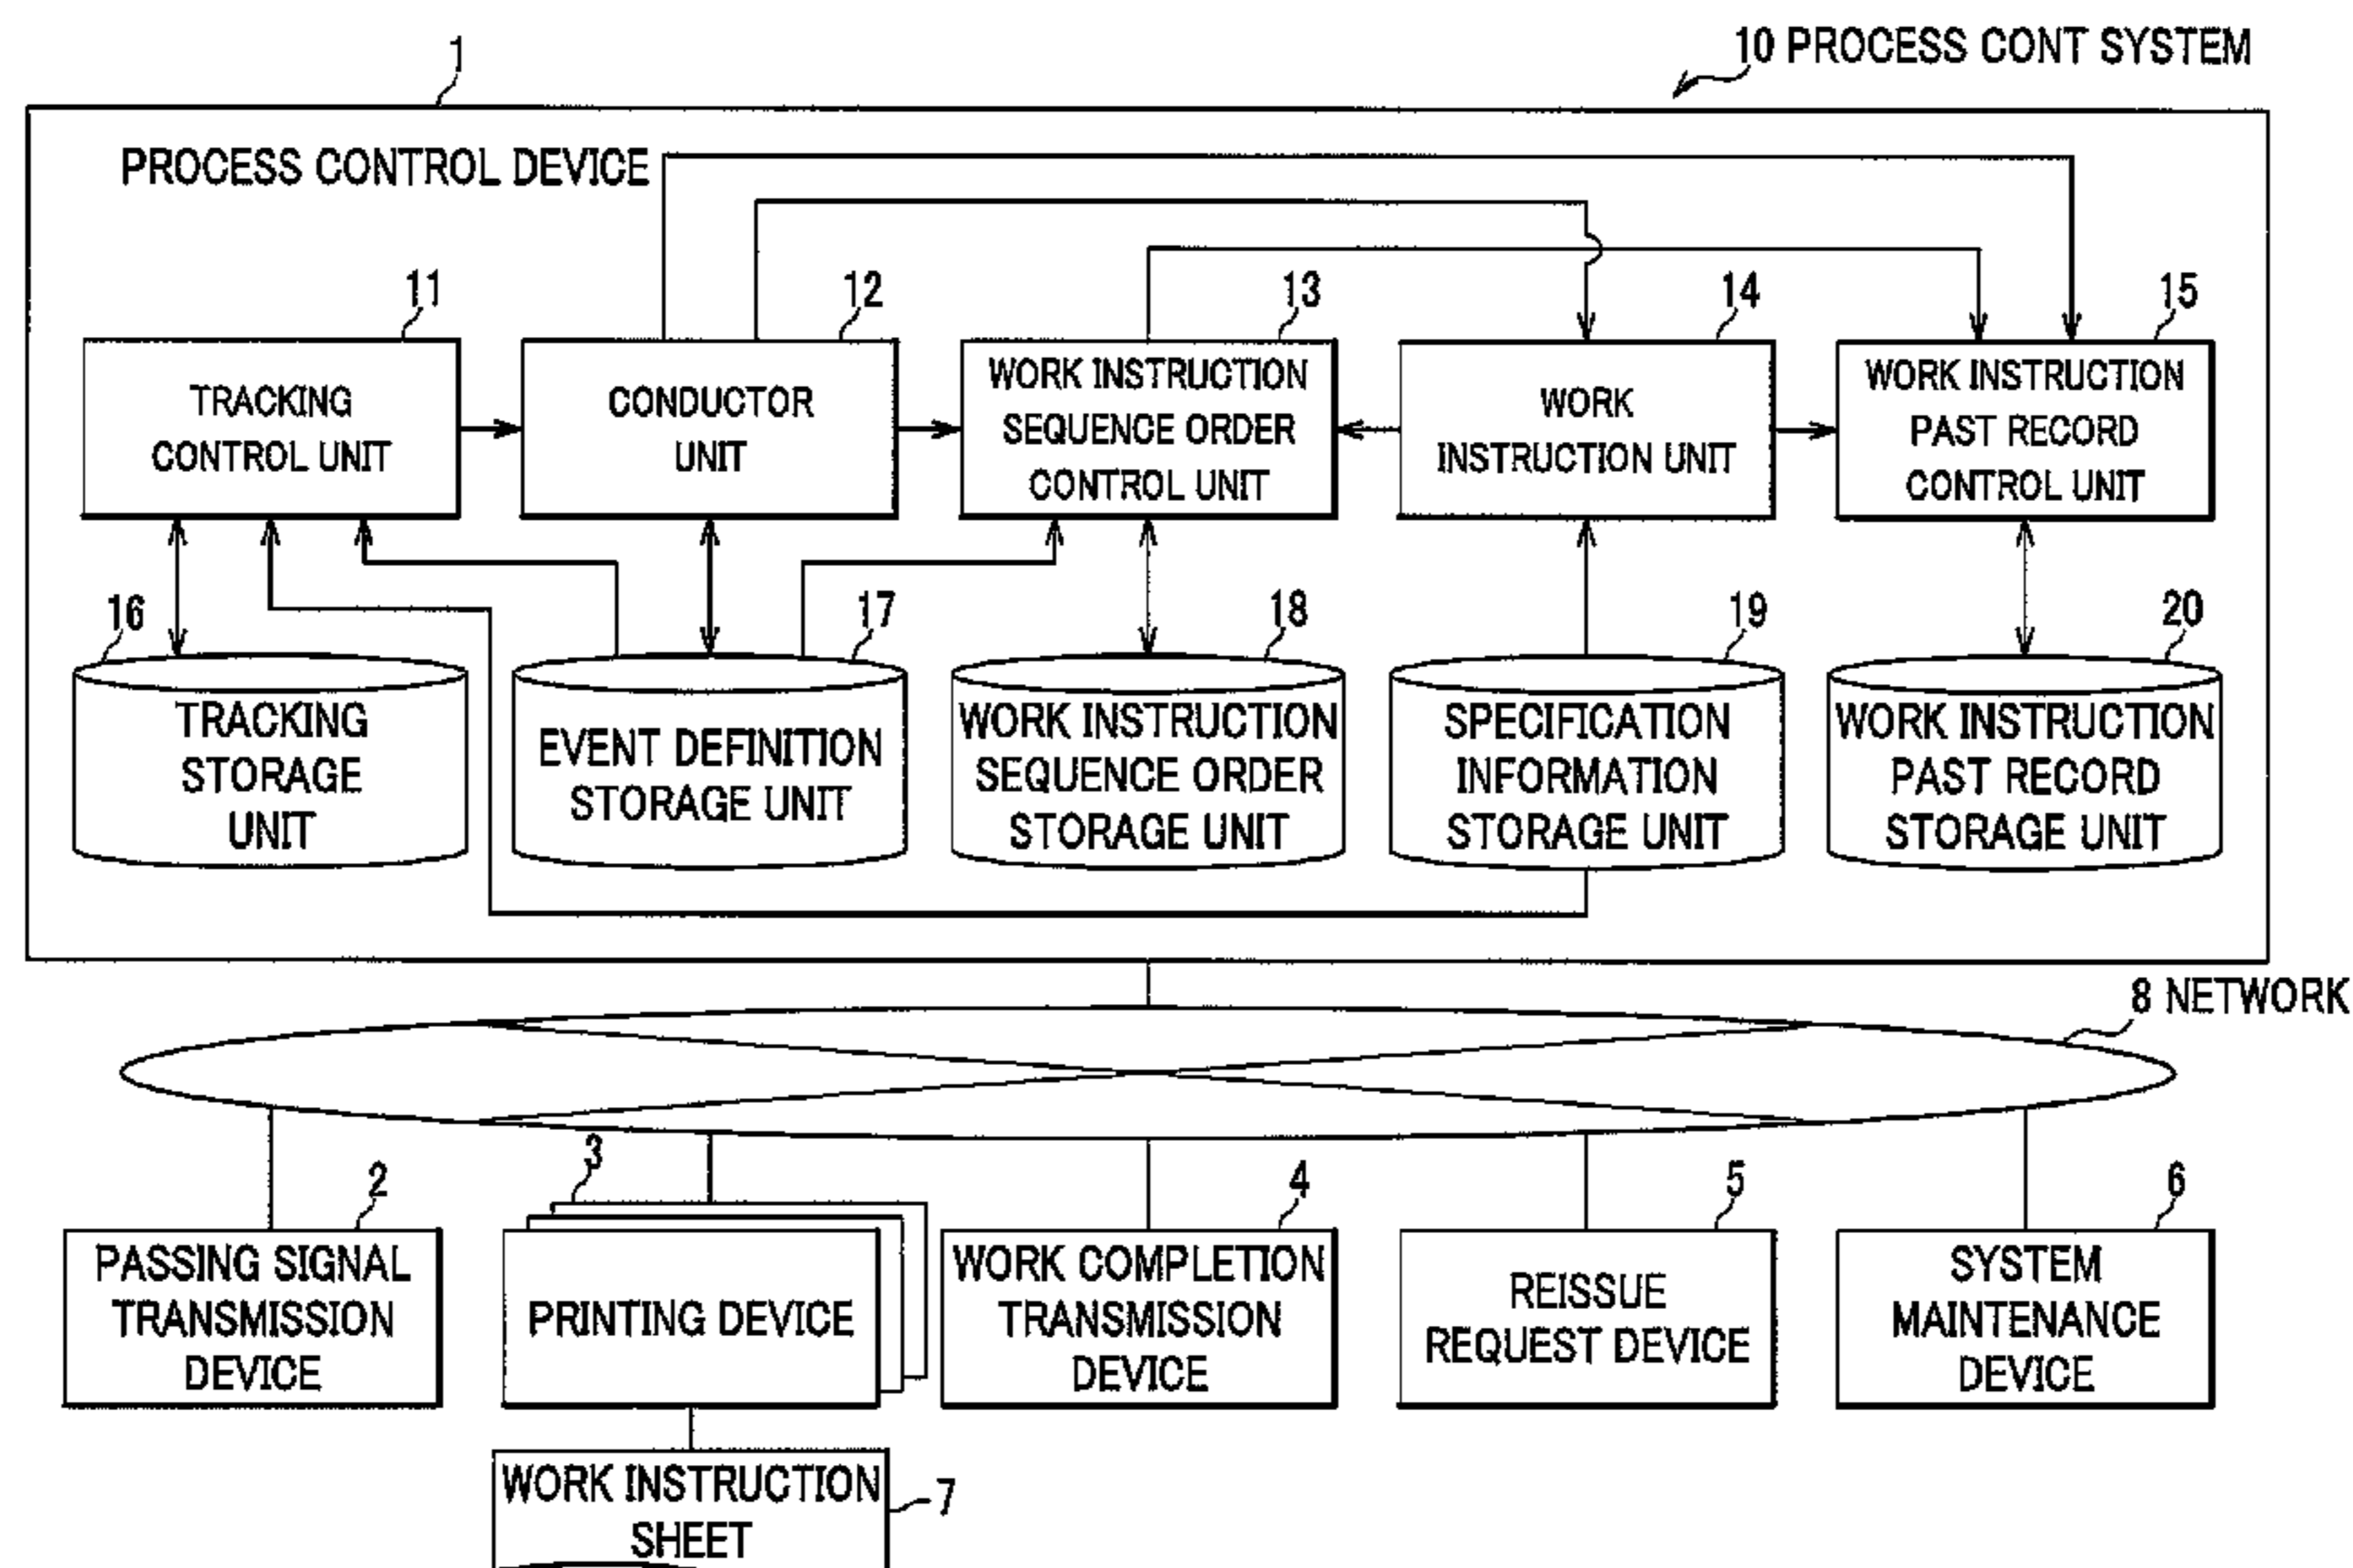 1
10 PROCESS CONT SYSTEM
PROCESS CONTROL DEVICE
11
12
13
14
15
TRACKING
CONTROL UNIT
CONDUCTOR
UNIT
WORK INSTRUCTION
SEQUENCE ORDER
CONTROL UNIT
WORK
INSTRUCTION UNIT
WORK INSTRUCTION
PAST RECORD
CONTROL UNIT
16
17
18
19
20
TRACKING
STORAGE
UNIT
EVENT DEFINITION
STORAGE UNIT
WORK INSTRUCTION
SEQUENCE ORDER
STORAGE UNIT
SPECIFICATION
INFORMATION
STORAGE UNIT
WORK INSTRUCTION
PAST RECORD
STORAGE UNIT
8 NETWORK
2
3
4
5
6
PASSING SIGNAL
TRANSMISSION
DEVICE
PRINTING DEVICE
WORK COMPLETION
TRANSMISSION
DEVICE
REISSUE
REQUEST DEVICE
SYSTEM
MAINTENANCE
DEVICE
WORK INSTRUCTION
SHEET
7